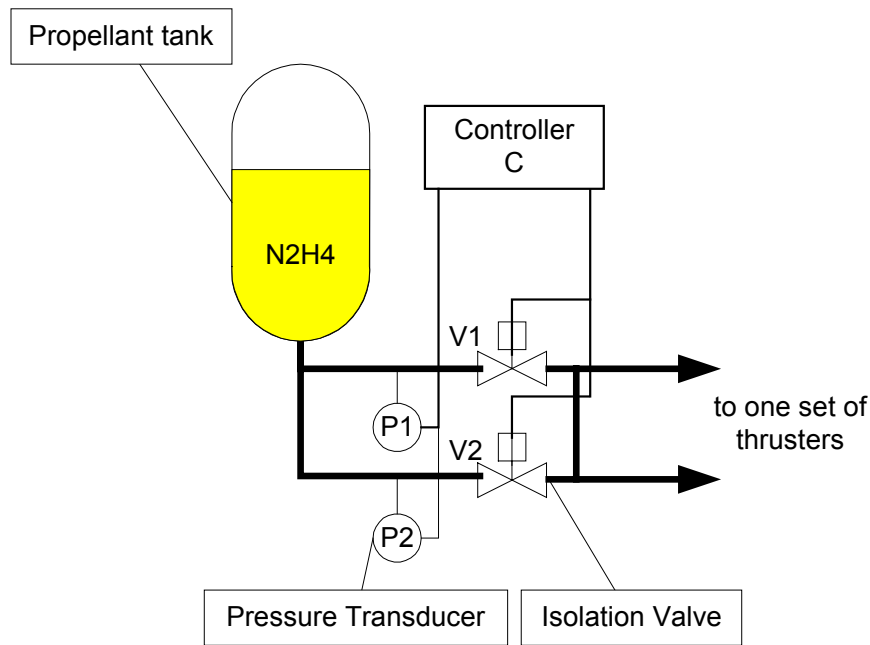 Propellant tank
Controller
C
N2H4
V1
P1
to one set of
thrusters
V2
P2
Pressure Transducer
Isolation Valve